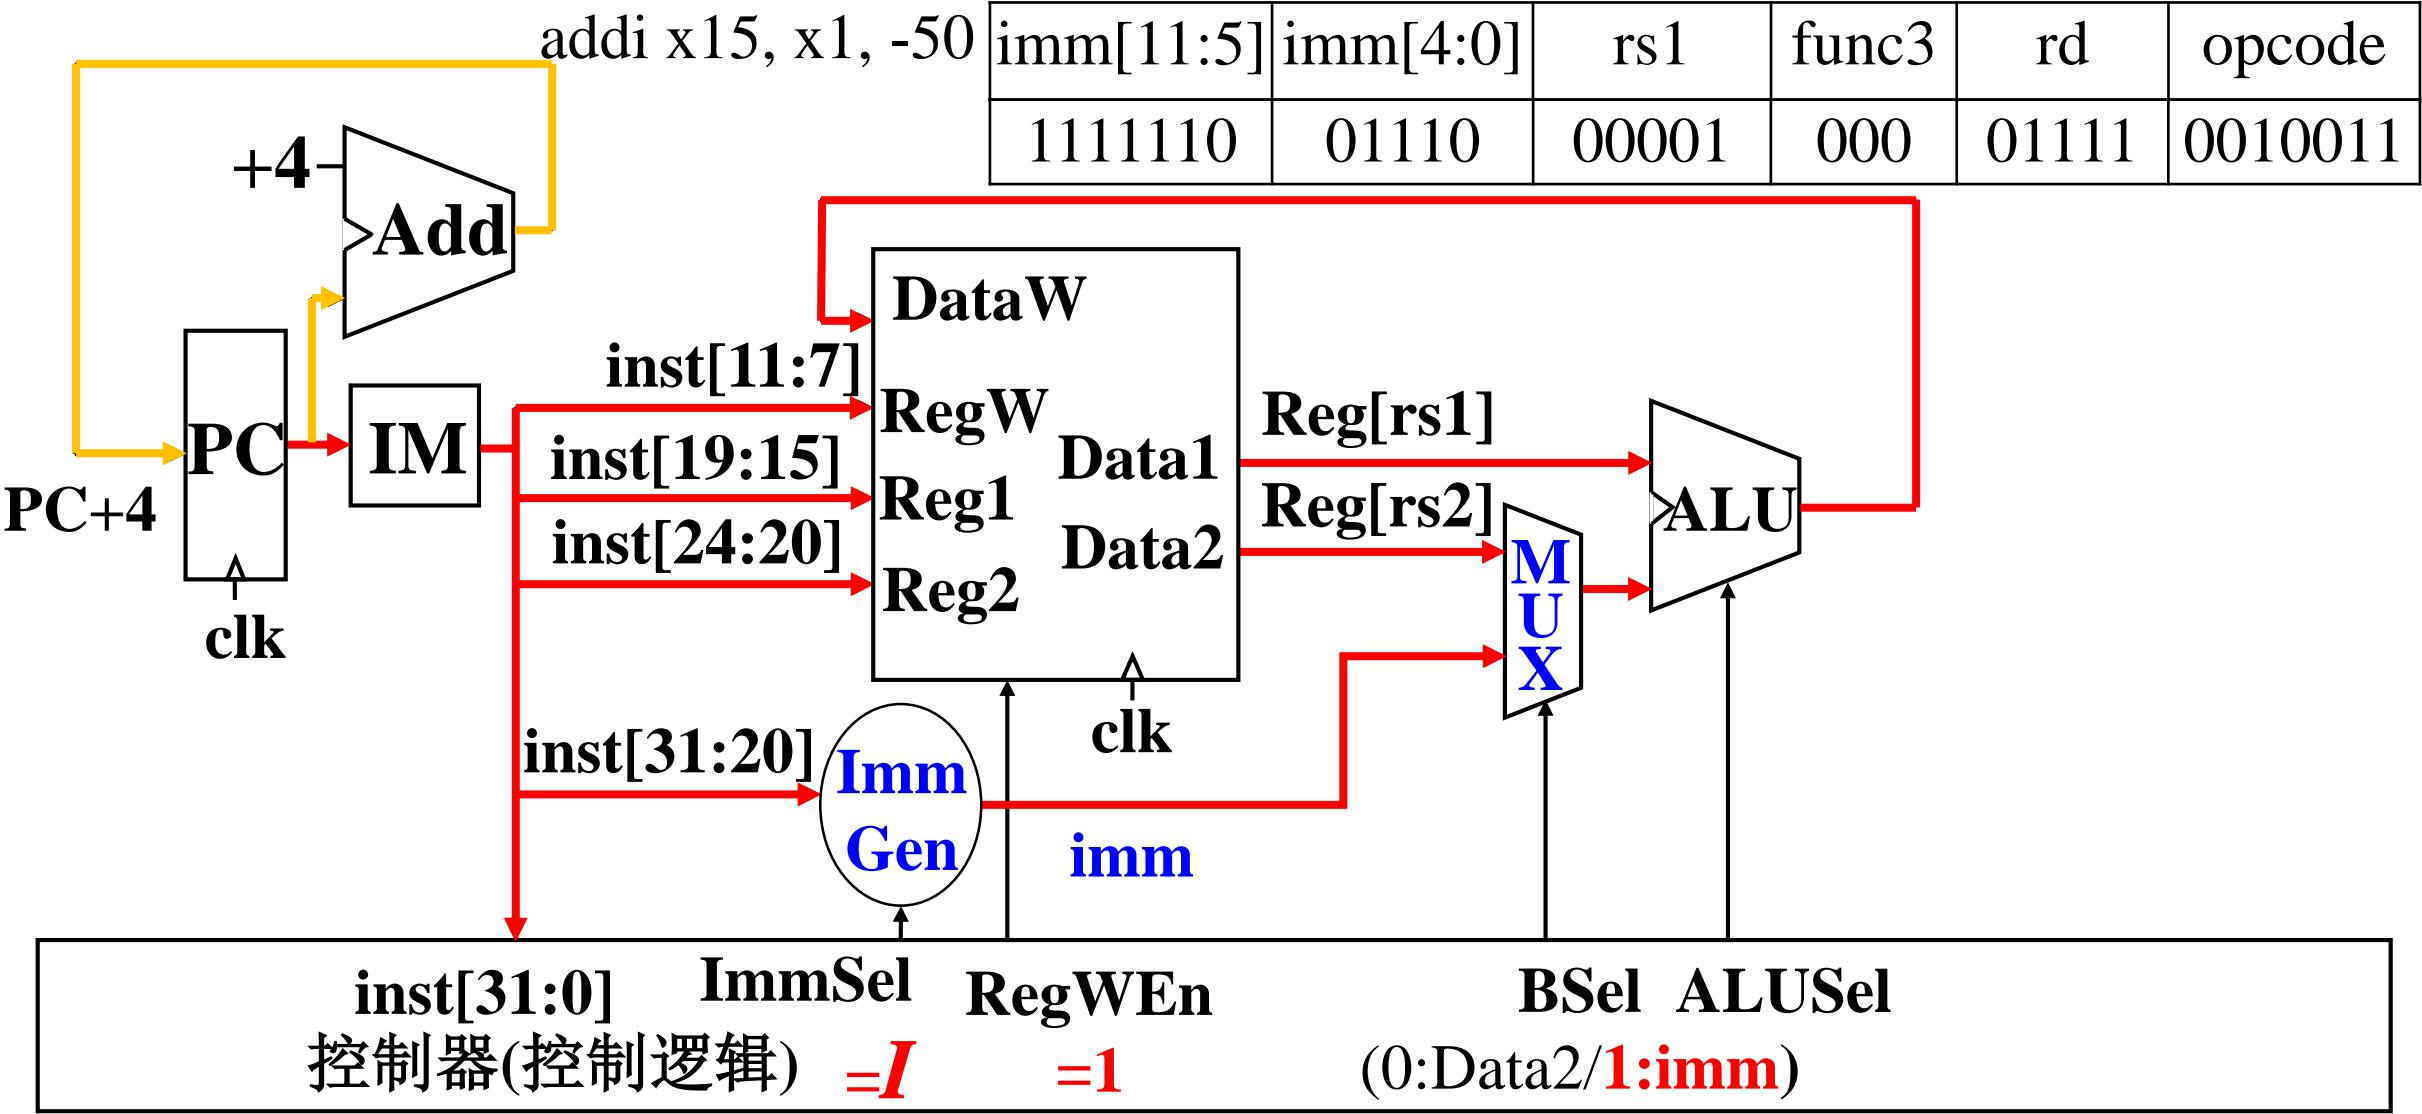 addi x15, x1, -50
imm[11:5] imm[4:0] rs1 func3 rd opcode
1111110 01110 00001 000 01111 0010011
+4
Add
DataW
inst[11:7]
RegW
PC
IM
inst[19:15]
Data1
Reg[rs1]
PC+4
Reg1
Reg[rs2]
ALU
inst[24:20]
Data2
Reg2
M
U
X
clk
clk
inst[31:20]
Imm
Gen
imm
inst[31:0] ImmSel RegWEn BSel ALUSel
控制器(控制逻辑) =I =1 (0:Data2/1:imm)